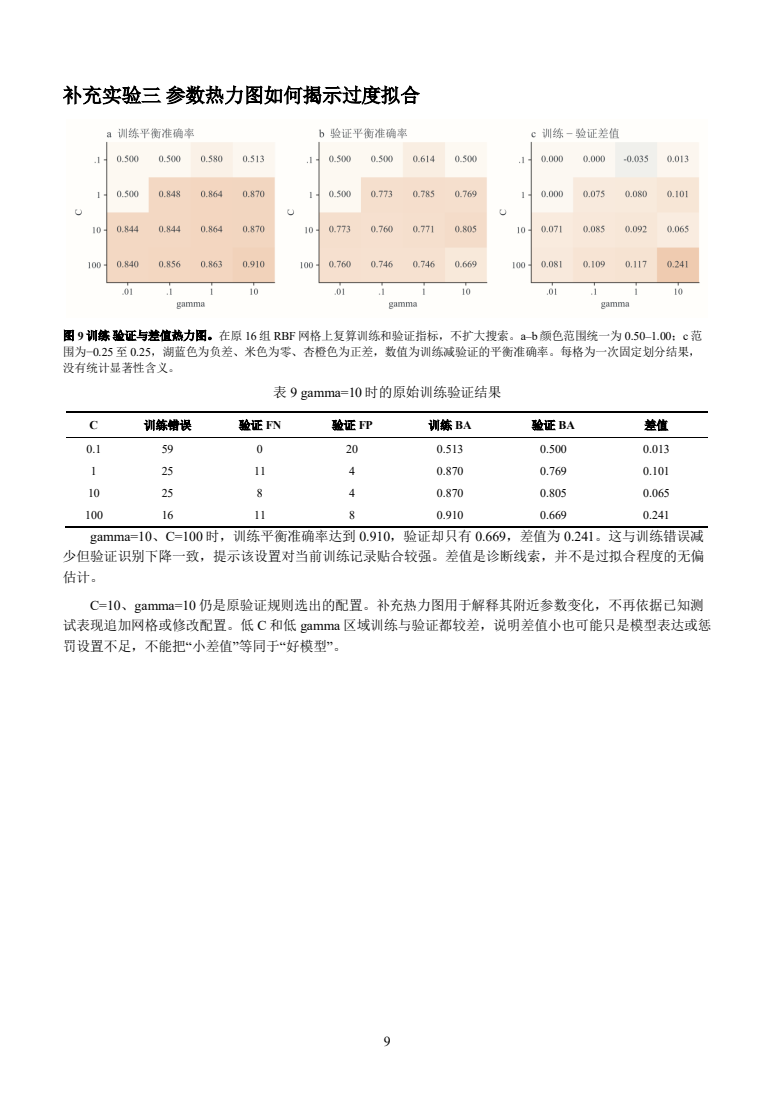 补充实验三 参数热力图如何揭示过度拟合
a 训练平衡准确率
.1 0.500 0.500 0.580 0.513
1 0.500 0.848 0.864 0.870
C
10 0.844 0.844 0.864 0.870
100 0.840 0.856 0.863 0.910
.01 .1 1 10
gamma
b 验证平衡准确率
.1 0.500 0.500 0.614 0.500
1 0.500 0.773 0.785 0.769
C
10 0.773 0.760 0.771 0.805
100 0.760 0.746 0.746 0.669
.01 .1 1 10
gamma
c 训练－验证差值
.1 0.000 0.000 -0.035 0.013
1 0.000 0.075 0.080 0.101
C
10 0.071 0.085 0.092 0.065
100 0.081 0.109 0.117 0.241
.01 .1 1 10
gamma
图 9 训练 验证与差值热力图。在原 16 组 RBF 网格上复算训练和验证指标，不扩大搜索。a–b 颜色范围统一为 0.50–1.00；c 范
围为−0.25 至 0.25，湖蓝色为负差、米色为零、杏橙色为正差，数值为训练减验证的平衡准确率。每格为一次固定划分结果，
没有统计显著性含义。
表 9 gamma=10 时的原始训练验证结果
C 训练错误 验证 FN 验证 FP 训练 BA 验证 BA 差值
0.1 59 0 20 0.513 0.500 0.013
1 25 11 4 0.870 0.769 0.101
10 25 8 4 0.870 0.805 0.065
100 16 11 8 0.910 0.669 0.241
gamma=10、C=100 时，训练平衡准确率达到 0.910，验证却只有 0.669，差值为 0.241。这与训练错误减
少但验证识别下降一致，提示该设置对当前训练记录贴合较强。差值是诊断线索，并不是过拟合程度的无偏
估计。
C=10、gamma=10 仍是原验证规则选出的配置。补充热力图用于解释其附近参数变化，不再依据已知测
试表现追加网格或修改配置。低 C 和低 gamma 区域训练与验证都较差，说明差值小也可能只是模型表达或惩
罚设置不足，不能把“小差值”等同于“好模型”。
9